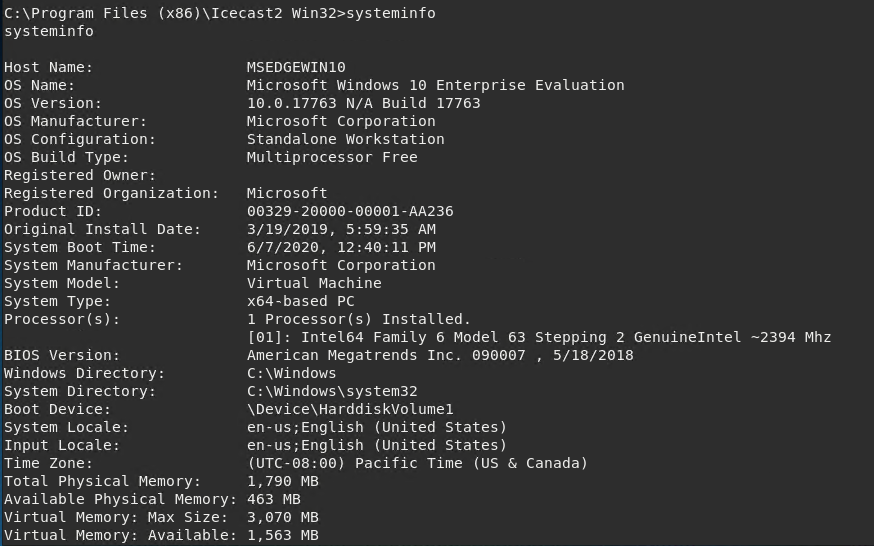 C:\Program Files (x86)\Icecast2 Win32>systeminfo
systeminfo

Host Name:                 MSEDGEWIN10
OS Name:                   Microsoft Windows 10 Enterprise Evaluation
OS Version:                10.0.17763 N/A Build 17763
OS Manufacturer:           Microsoft Corporation
OS Configuration:          Standalone Workstation
OS Build Type:             Multiprocessor Free
Registered Owner:
Registered Organization:   Microsoft
Product ID:                00329-20000-00001-AA236
Original Install Date:     3/19/2019, 5:59:35 AM
System Boot Time:          6/7/2020, 12:40:11 PM
System Manufacturer:       Microsoft Corporation
System Model:              Virtual Machine
System Type:               x64-based PC
Processor(s):              1 Processor(s) Installed.
                           [01]: Intel64 Family 6 Model 63 Stepping 2 GenuineIntel ~2394 Mhz
BIOS Version:              American Megatrends Inc. 090007 , 5/18/2018
Windows Directory:         C:\Windows
System Directory:          C:\Windows\system32
Boot Device:               \Device\HarddiskVolume1
System Locale:             en-us;English (United States)
Input Locale:              en-us;English (United States)
Time Zone:                 (UTC-08:00) Pacific Time (US & Canada)
Total Physical Memory:     1,790 MB
Available Physical Memory: 463 MB
Virtual Memory: Max Size:  3,070 MB
Virtual Memory: Available: 1,563 MB